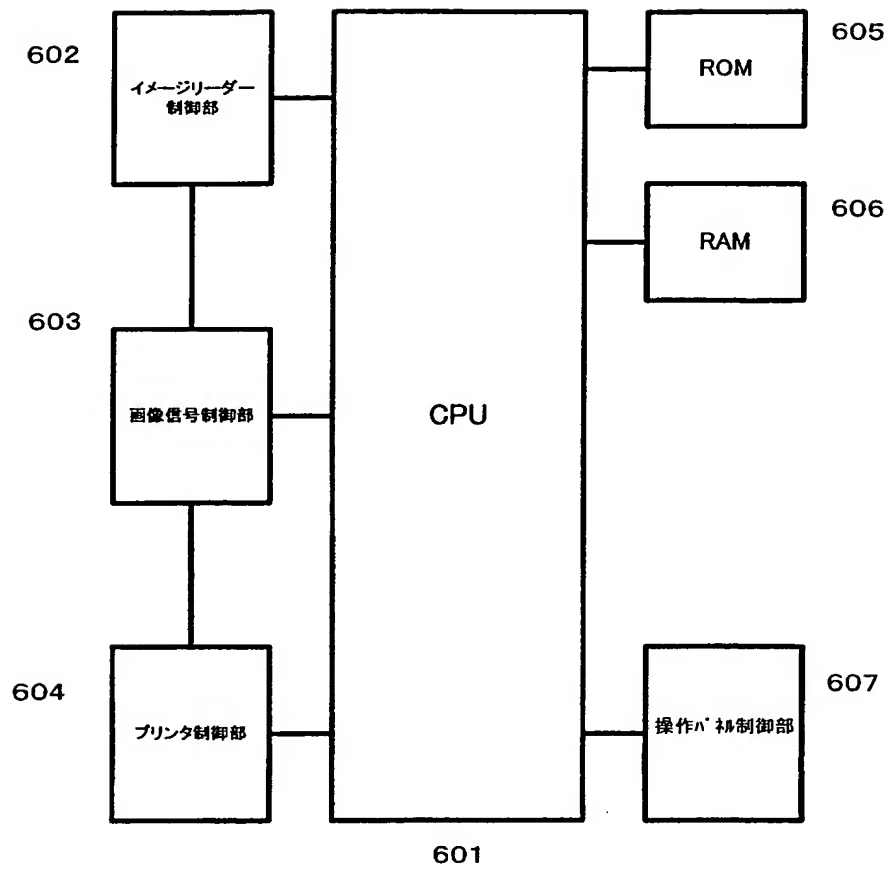 602
イメージリーダー
制御部
603
画像信号制御部
604
プリンタ制御部
CPU
601
605
ROM
606
RAM
607
操作ﾊﾟﾈﾙ制御部